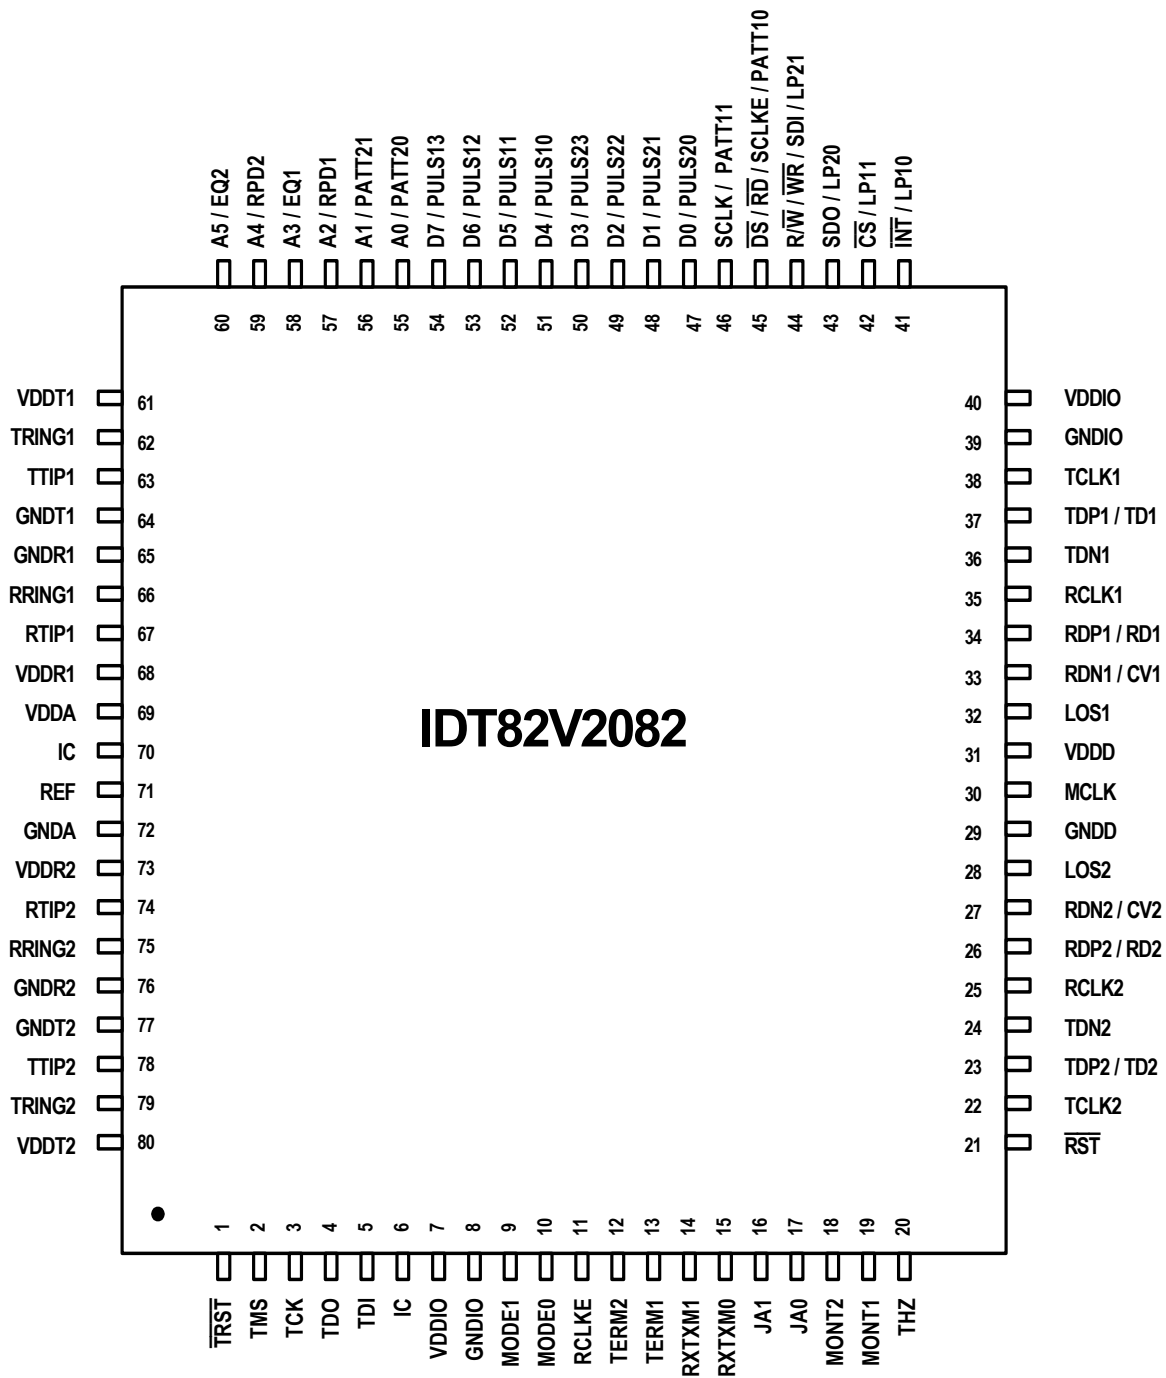 A5 / EQ2
A4 / RPD2
A3 / EQ1
A2 / RPD1
A1 / PATT21
A0 / PATT20
D7 / PULS13
D6 / PULS12
D5 / PULS11
D4 / PULS10
D3 / PULS23
D2 / PULS22
D1 / PULS21
D0 / PULS20
SCLK / PATT11
D̅S̅ / R̅D̅ / SCLKE / PATT10
R/W̅ / W̅R̅ / SDI / LP21
SDO / LP20
C̅S̅ / LP11
I̅N̅T̅ / LP10
60 59 58 57 56 55 54 53 52 51 50 49 48 47 46 45 44 43 42 41
VDDT1 61 40 VDDIO
TRING1 62 39 GNDIO
TTIP1 63 38 TCLK1
GNDT1 64 37 TDP1 / TD1
GNDR1 65 36 TDN1
RRING1 66 35 RCLK1
RTIP1 67 34 RDP1 / RD1
VDDR1 68 33 RDN1 / CV1
VDDA 69 32 LOS1
IC 70 31 VDDD
IDT82V2082
REF 71 30 MCLK
GNDA 72 29 GNDD
VDDR2 73 28 LOS2
RTIP2 74 27 RDN2 / CV2
RRING2 75 26 RDP2 / RD2
GNDR2 76 25 RCLK2
GNDT2 77 24 TDN2
TTIP2 78 23 TDP2 / TD2
TRING2 79 22 TCLK2
VDDT2 80 21 R̅S̅T̅
1 2 3 4 5 6 7 8 9 10 11 12 13 14 15 16 17 18 19 20
T̅R̅S̅T̅
TMS
TCK
TDO
TDI
IC
VDDIO
GNDIO
MODE1
MODE0
RCLKE
TERM2
TERM1
RXTXM1
RXTXM0
JA1
JA0
MONT2
MONT1
THZ